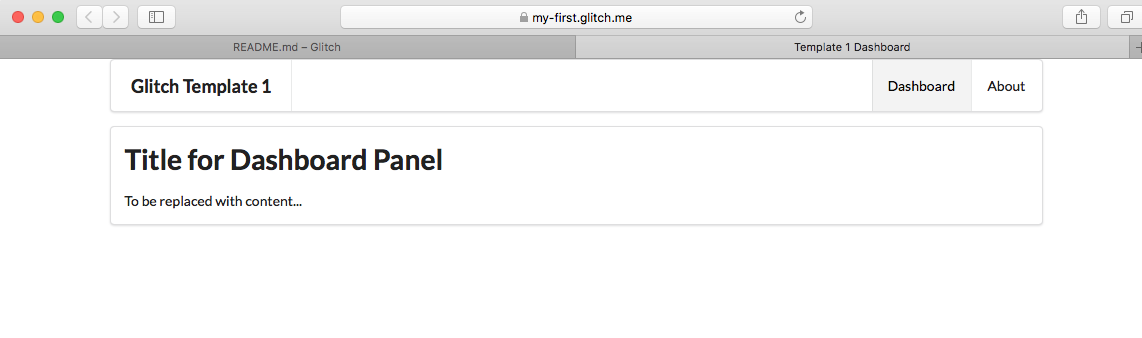 my-first.glitch.me
README.md – Glitch
Template 1 Dashboard
Glitch Template 1
Dashboard
About
Title for Dashboard Panel
To be replaced with content...